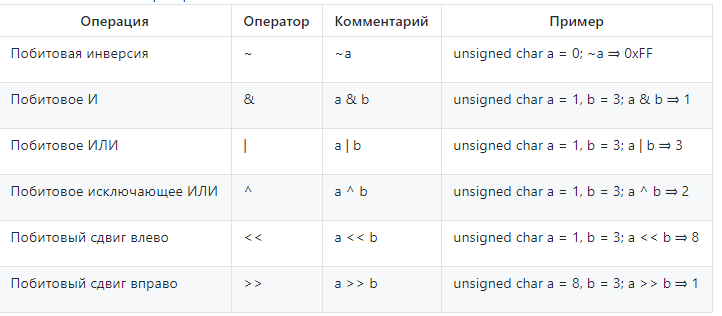 Операция Оператор Комментарий Пример
Побитовая инверсия ~ ~a unsigned char a = 0; ~a ⇒ 0xFF
Побитовое И & a & b unsigned char a = 1, b = 3; a & b ⇒ 1
Побитовое ИЛИ | a | b unsigned char a = 1, b = 3; a | b ⇒ 3
Побитовое исключающее ИЛИ ^ a ^ b unsigned char a = 1, b = 3; a ^ b ⇒ 2
Побитовый сдвиг влево << a << b unsigned char a = 1, b = 3; a << b ⇒ 8
Побитовый сдвиг вправо >> a >> b unsigned char a = 8, b = 3; a >> b ⇒ 1